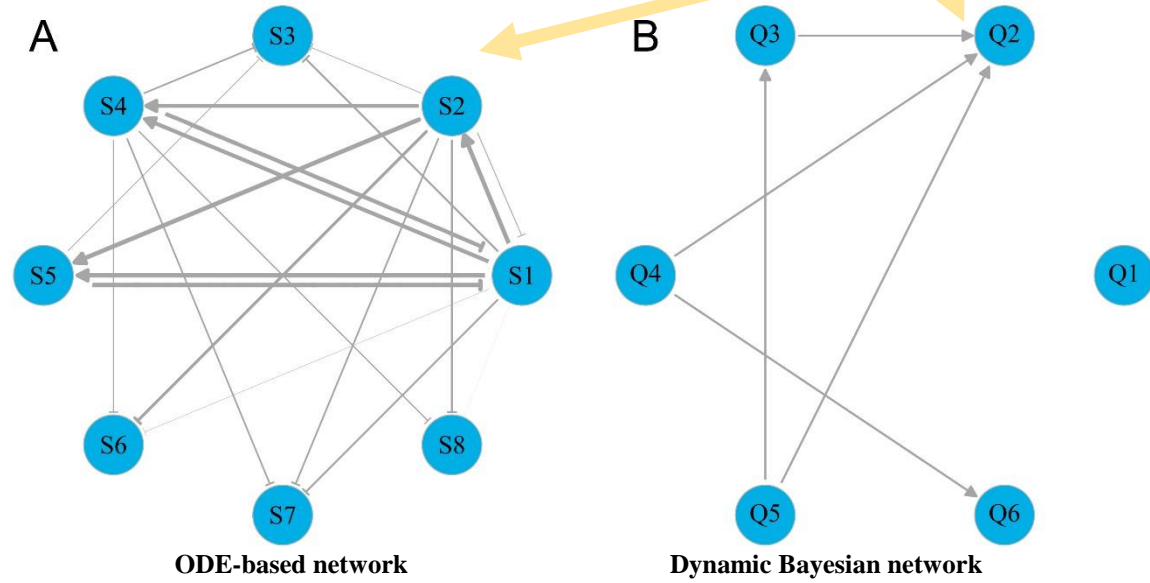 A
B
S3
Q3
Q2
S4
S2
S5
S1
Q4
Q1
S6
S8
S7
Q5
Q6
ODE-based network
Dynamic Bayesian network